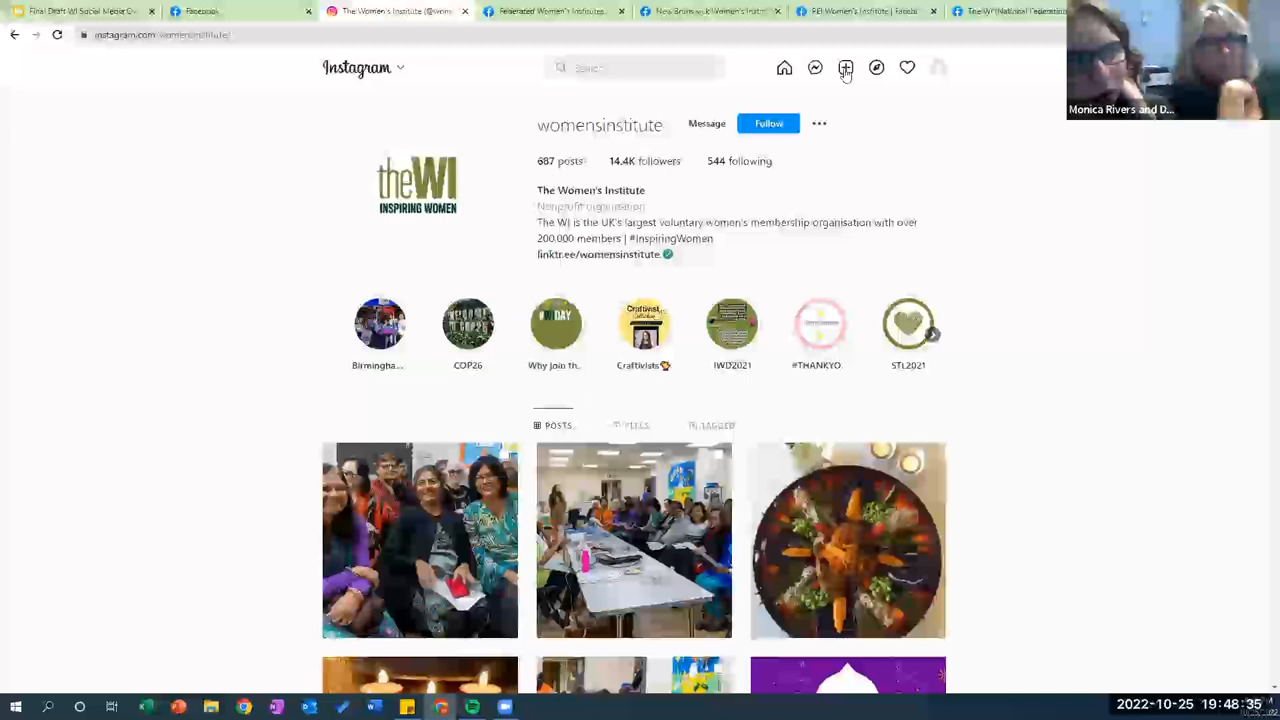 Final Draft WI Social Media Ov
Facebook
The Women's Institute (@wom
Federated Women's Institutes
New Brunswick Women's Institut
PEI Women's Institute | Facebo
The WI (National Federation
instagram.com/womensinstitute/
Instagram
Search
Monica Rivers and D...
womensinstitute
Message
Follow
687 posts
14.4K followers
544 following
The Women's Institute
Nonprofit organisation
The WI is the UK's largest voluntary women's membership organisation with over
200,000 members | #InspiringWomen
linktr.ee/womensinstitute
theWI
INSPIRING WOMEN
Birmingha...
COP26
Why Join th...
Craftivists
IWD2021
#THANKYO.
STL2021
POSTS
REELS
TAGGED
2022-10-25 19:48:35